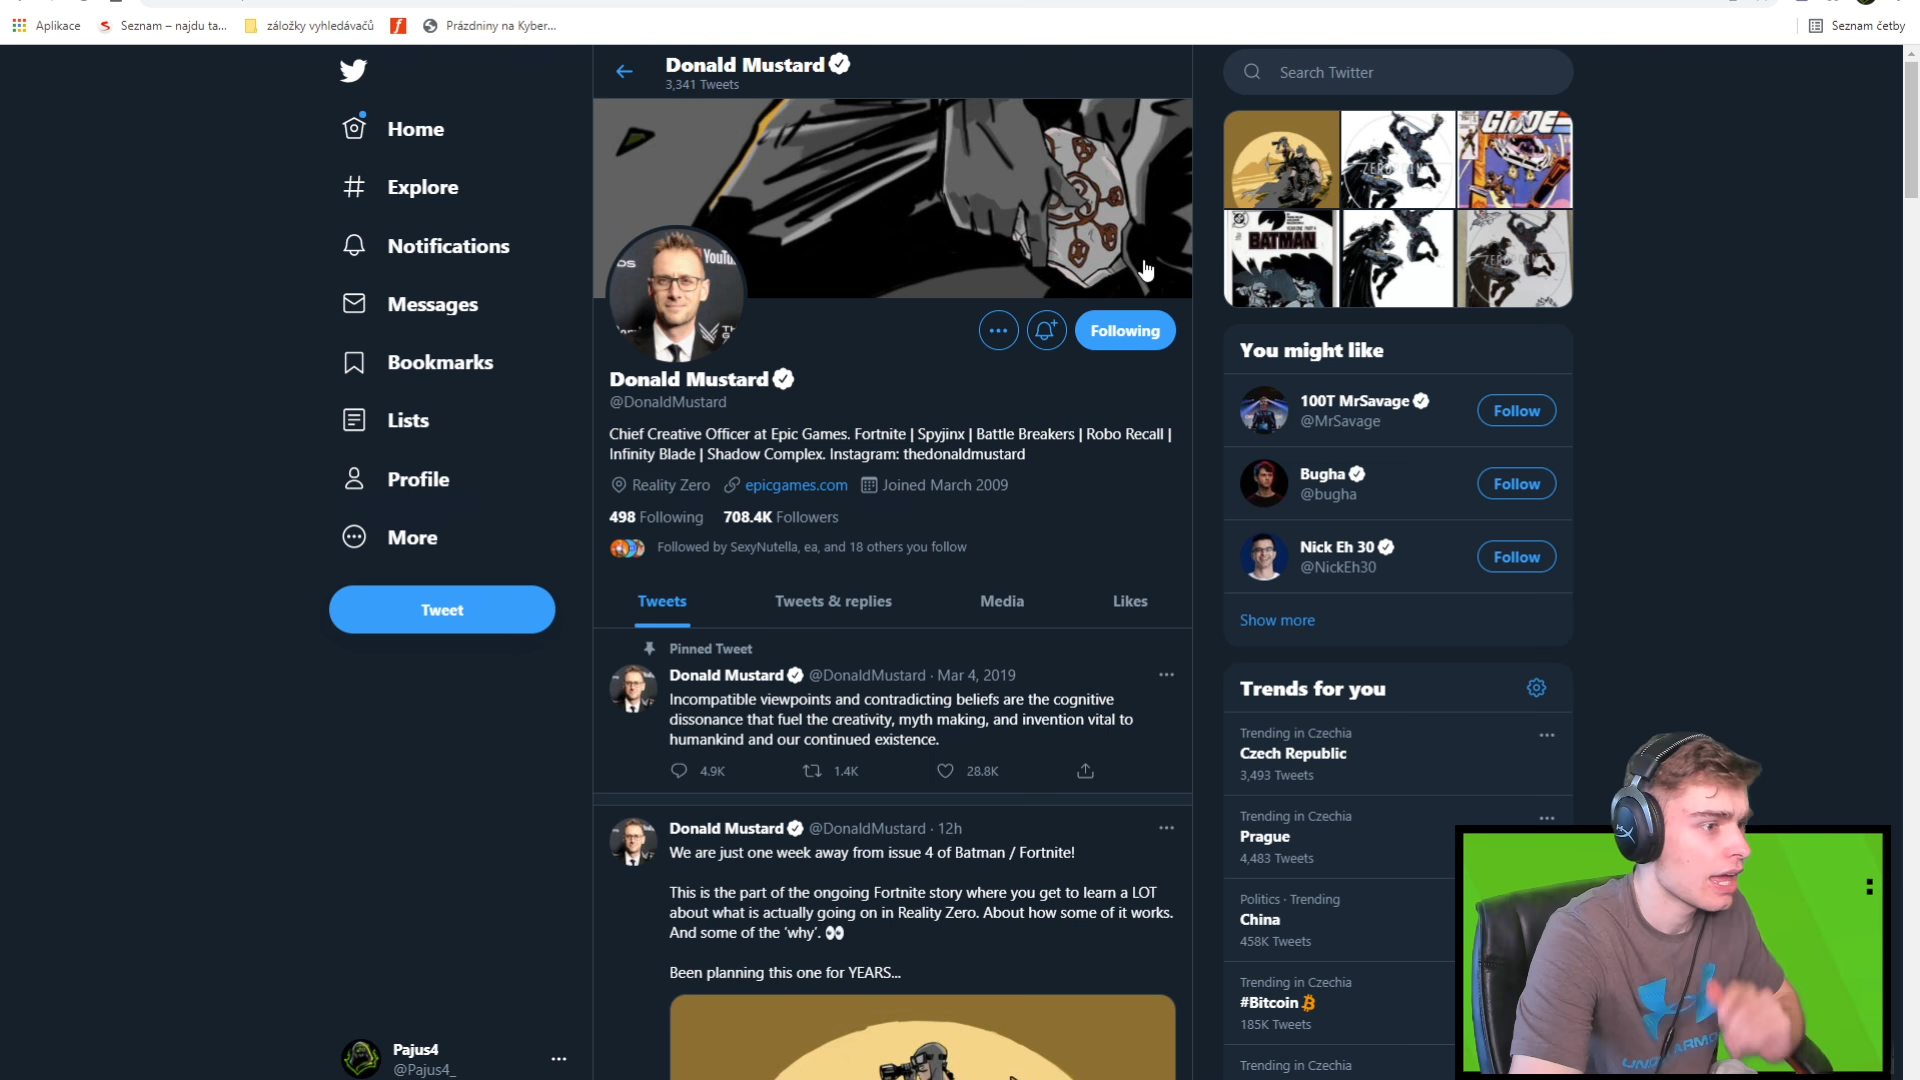 Aplikace
Seznam – najdu ta...
záložky vyhledávačů
Prázdniny na Kyber...
Seznam četby
Home
Explore
Notifications
Messages
Bookmarks
Lists
Profile
More
Tweet
Pajus4
@Pajus4_
Donald Mustard
3,341 Tweets
YouTu
Following
Donald Mustard
@DonaldMustard
Chief Creative Officer at Epic Games. Fortnite | Spyjinx | Battle Breakers | Robo Recall |
Infinity Blade | Shadow Complex. Instagram: thedonaldmustard
Reality Zero epicgames.com Joined March 2009
498 Following 708.4K Followers
Followed by SexyNutella, ea, and 18 others you follow
Tweets Tweets & replies Media Likes
Pinned Tweet
Donald Mustard @DonaldMustard · Mar 4, 2019
Incompatible viewpoints and contradicting beliefs are the cognitive
dissonance that fuel the creativity, myth making, and invention vital to
humankind and our continued existence.
4.9K 1.4K 28.8K
Donald Mustard @DonaldMustard · 12h
We are just one week away from issue 4 of Batman / Fortnite!
This is the part of the ongoing Fortnite story where you get to learn a LOT
about what is actually going on in Reality Zero. About how some of it works.
And some of the 'why'. 👀
Been planning this one for YEARS...
Search Twitter
ZERO POINT
G.I. JOE
BATMAN
ZERO POINT
You might like
100T MrSavage
@MrSavage
Follow
Bugha
@bugha
Follow
Nick Eh 30
@NickEh30
Follow
Show more
Trends for you
Trending in Czechia
Czech Republic
3,493 Tweets
Trending in Czechia
Prague
4,483 Tweets
Politics · Trending
China
458K Tweets
Trending in Czechia
#Bitcoin
185K Tweets
Trending in Czechia
UNDER ARMOUR